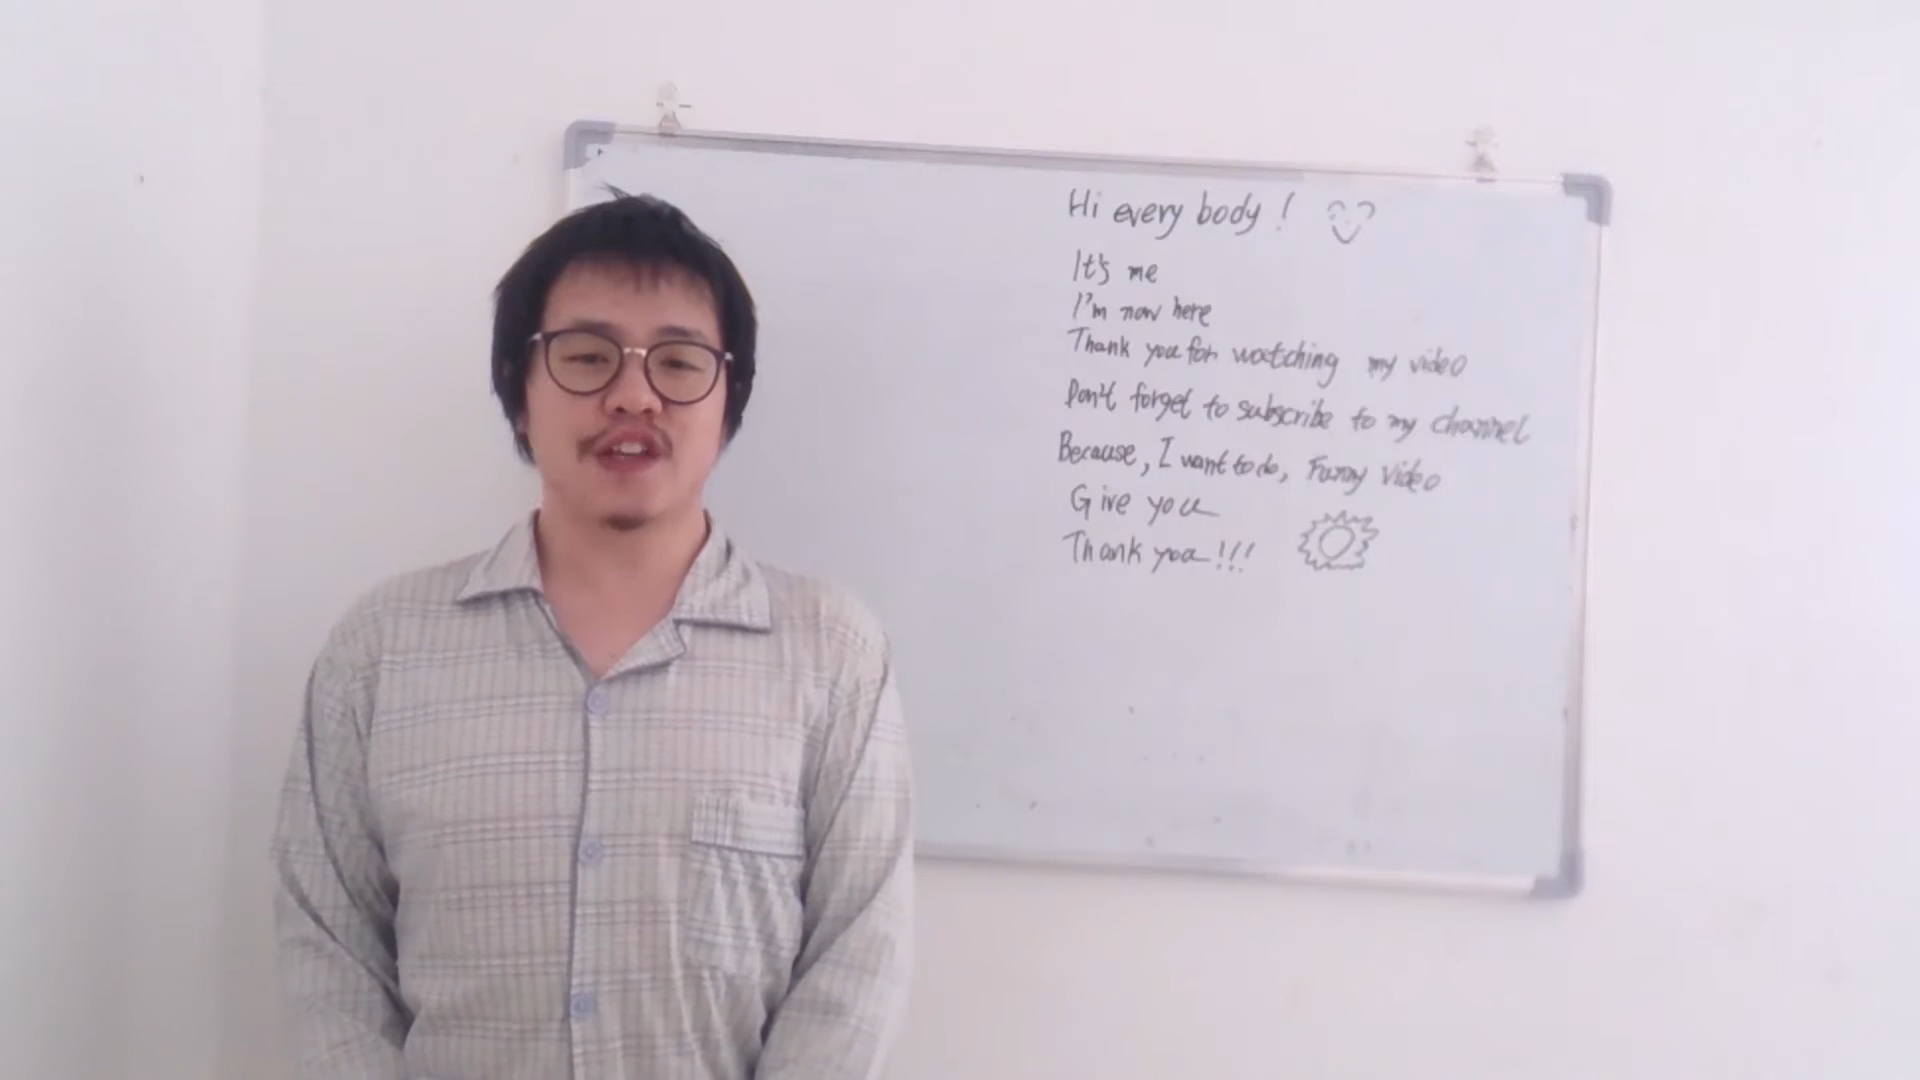 Hi every body !
It's me
I'm now here
Thank you for watching my video
Don't forget to subscribe to my channel
Because, I want to do, Funny Video
Give you
Thank you !!!